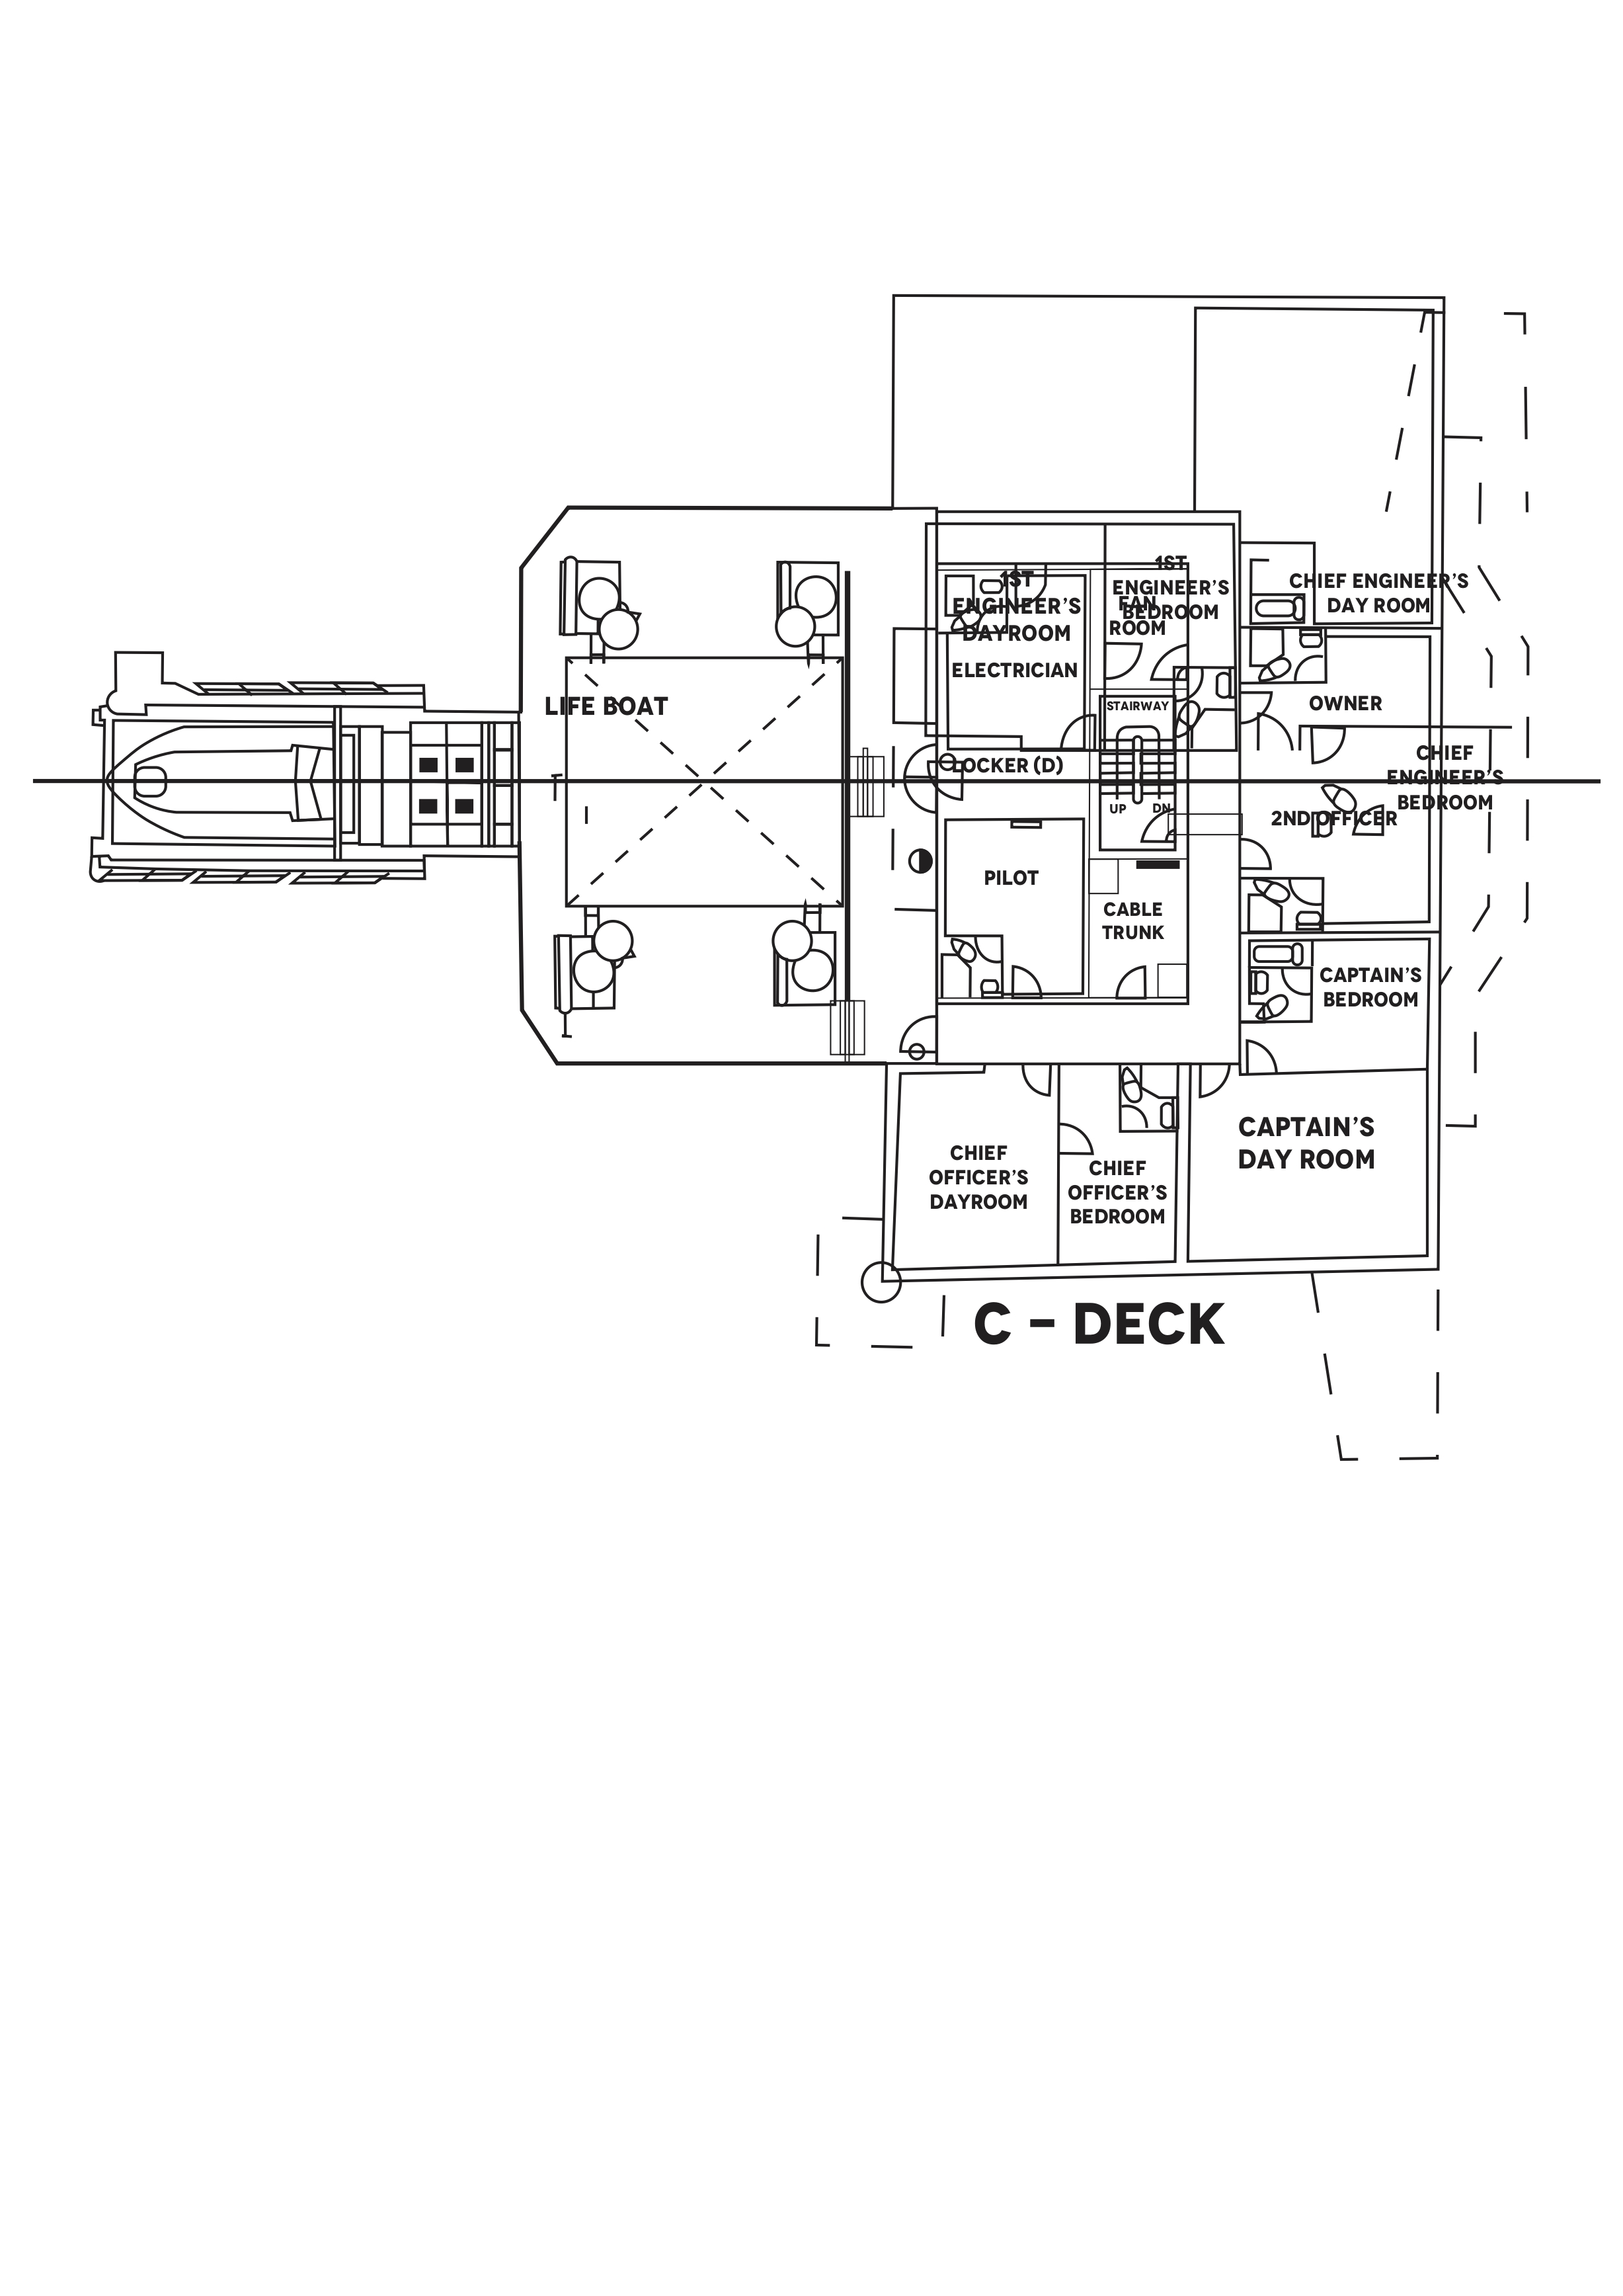 1ST
ENGINEER'S
BEDROOM
1ST
ENGINEER'S
DAYROOM
FAN
ROOM
CHIEF ENGINEER'S
DAY ROOM
ELECTRICIAN
STAIRWAY
OWNER
LIFE BOAT
LOCKER (D)
CHIEF
ENGINEER'S
BEDROOM
UP
DN
2ND OFFICER
PILOT
CABLE
TRUNK
CAPTAIN'S
BEDROOM
CHIEF
OFFICER'S
DAYROOM
CHIEF
OFFICER'S
BEDROOM
CAPTAIN'S
DAY ROOM
C - DECK